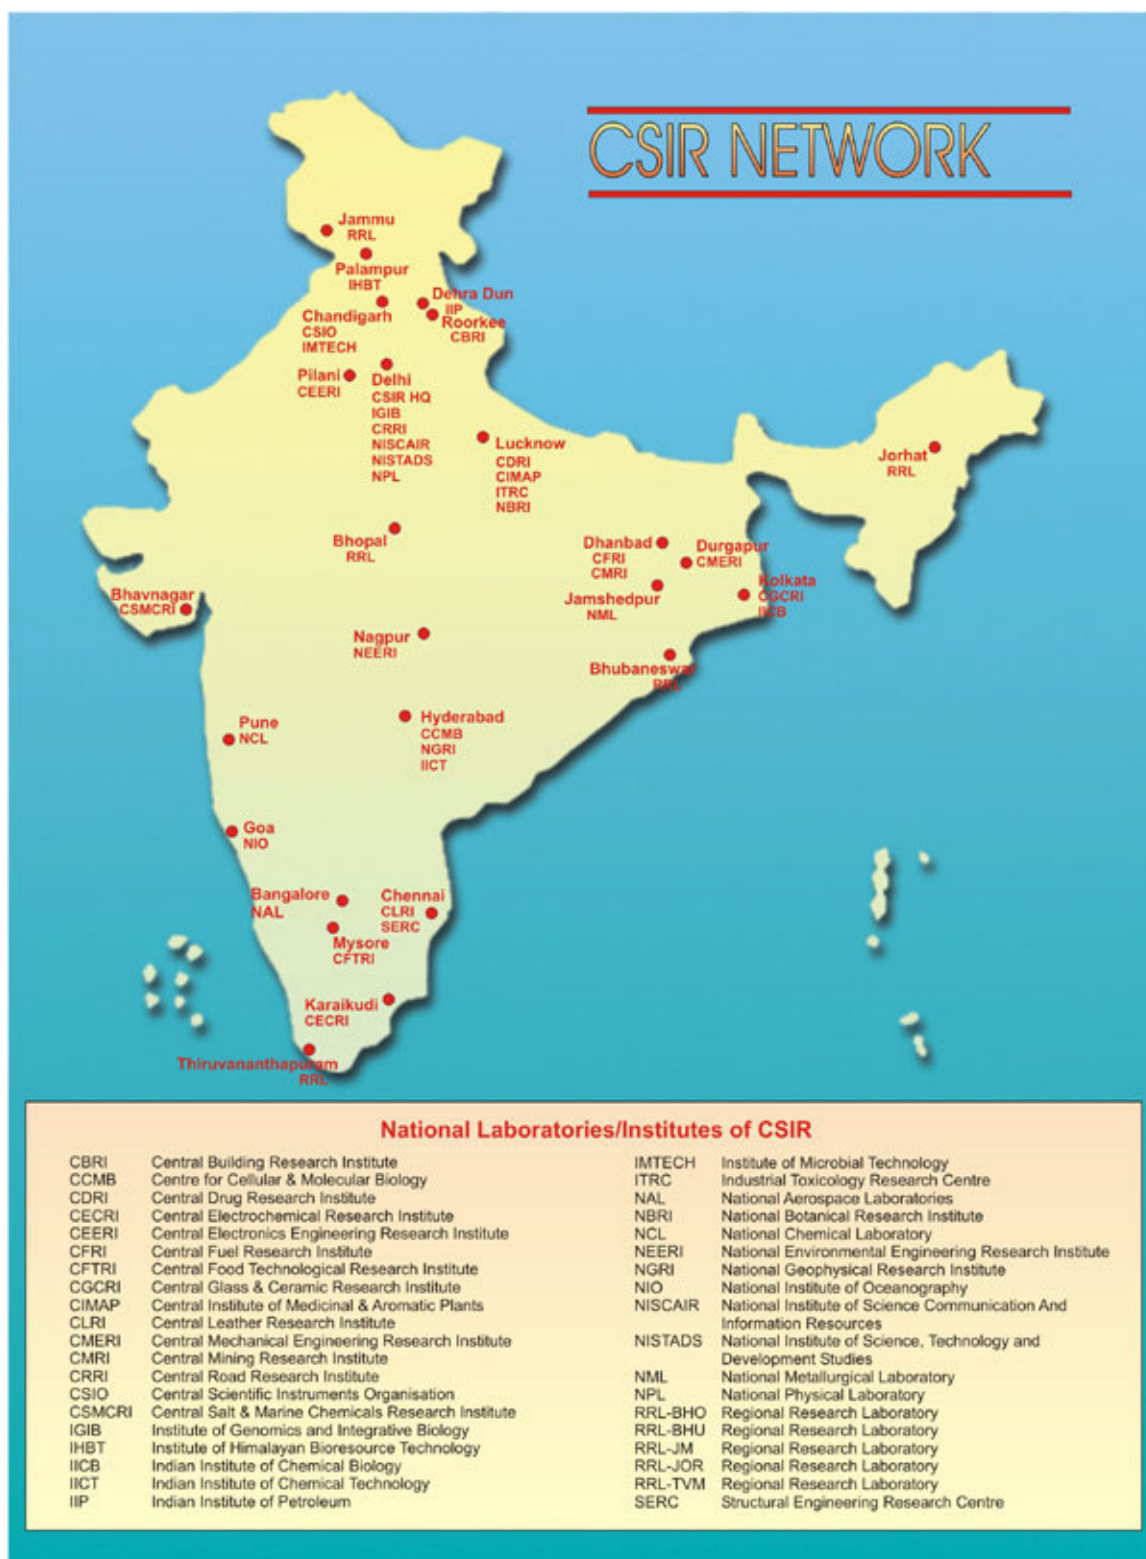 CSIR NETWORK
Jammu
RRL
Palampur
IHBT
Dehra Dun
IIP
Roorkee
CBRI
Chandigarh
CSIO
IMTECH
Pilani
CEERI
Delhi
CSIR HQ
IGIB
CRRI
NISCAIR
NISTADS
NPL
Lucknow
CDRI
CIMAP
ITRC
NBRI
Jorhat
RRL
Bhopal
RRL
Dhanbad
CFRI
CMRI
Durgapur
CMERI
Jamshedpur
NML
Kolkata
CGCRI
IICB
Bhavnagar
CSMCRI
Nagpur
NEERI
Bhubaneswar
RRL
Pune
NCL
Hyderabad
CCMB
NGRI
IICT
Goa
NIO
Bangalore
NAL
Chennai
CLRI
SERC
Mysore
CFTRI
Karaikudi
CECRI
Thiruvananthapuram
RRL
National Laboratories/Institutes of CSIR
CBRI Central Building Research Institute
CCMB Centre for Cellular & Molecular Biology
CDRI Central Drug Research Institute
CECRI Central Electrochemical Research Institute
CEERI Central Electronics Engineering Research Institute
CFRI Central Fuel Research Institute
CFTRI Central Food Technological Research Institute
CGCRI Central Glass & Ceramic Research Institute
CIMAP Central Institute of Medicinal & Aromatic Plants
CLRI Central Leather Research Institute
CMERI Central Mechanical Engineering Research Institute
CMRI Central Mining Research Institute
CRRI Central Road Research Institute
CSIO Central Scientific Instruments Organisation
CSMCRI Central Salt & Marine Chemicals Research Institute
IGIB Institute of Genomics and Integrative Biology
IHBT Institute of Himalayan Bioresource Technology
IICB Indian Institute of Chemical Biology
IICT Indian Institute of Chemical Technology
IIP Indian Institute of Petroleum
IMTECH Institute of Microbial Technology
ITRC Industrial Toxicology Research Centre
NAL National Aerospace Laboratories
NBRI National Botanical Research Institute
NCL National Chemical Laboratory
NEERI National Environmental Engineering Research Institute
NGRI National Geophysical Research Institute
NIO National Institute of Oceanography
NISCAIR National Institute of Science Communication And
Information Resources
NISTADS National Institute of Science, Technology and
Development Studies
NML National Metallurgical Laboratory
NPL National Physical Laboratory
RRL-BHO Regional Research Laboratory
RRL-BHU Regional Research Laboratory
RRL-JM Regional Research Laboratory
RRL-JOR Regional Research Laboratory
RRL-TVM Regional Research Laboratory
SERC Structural Engineering Research Centre